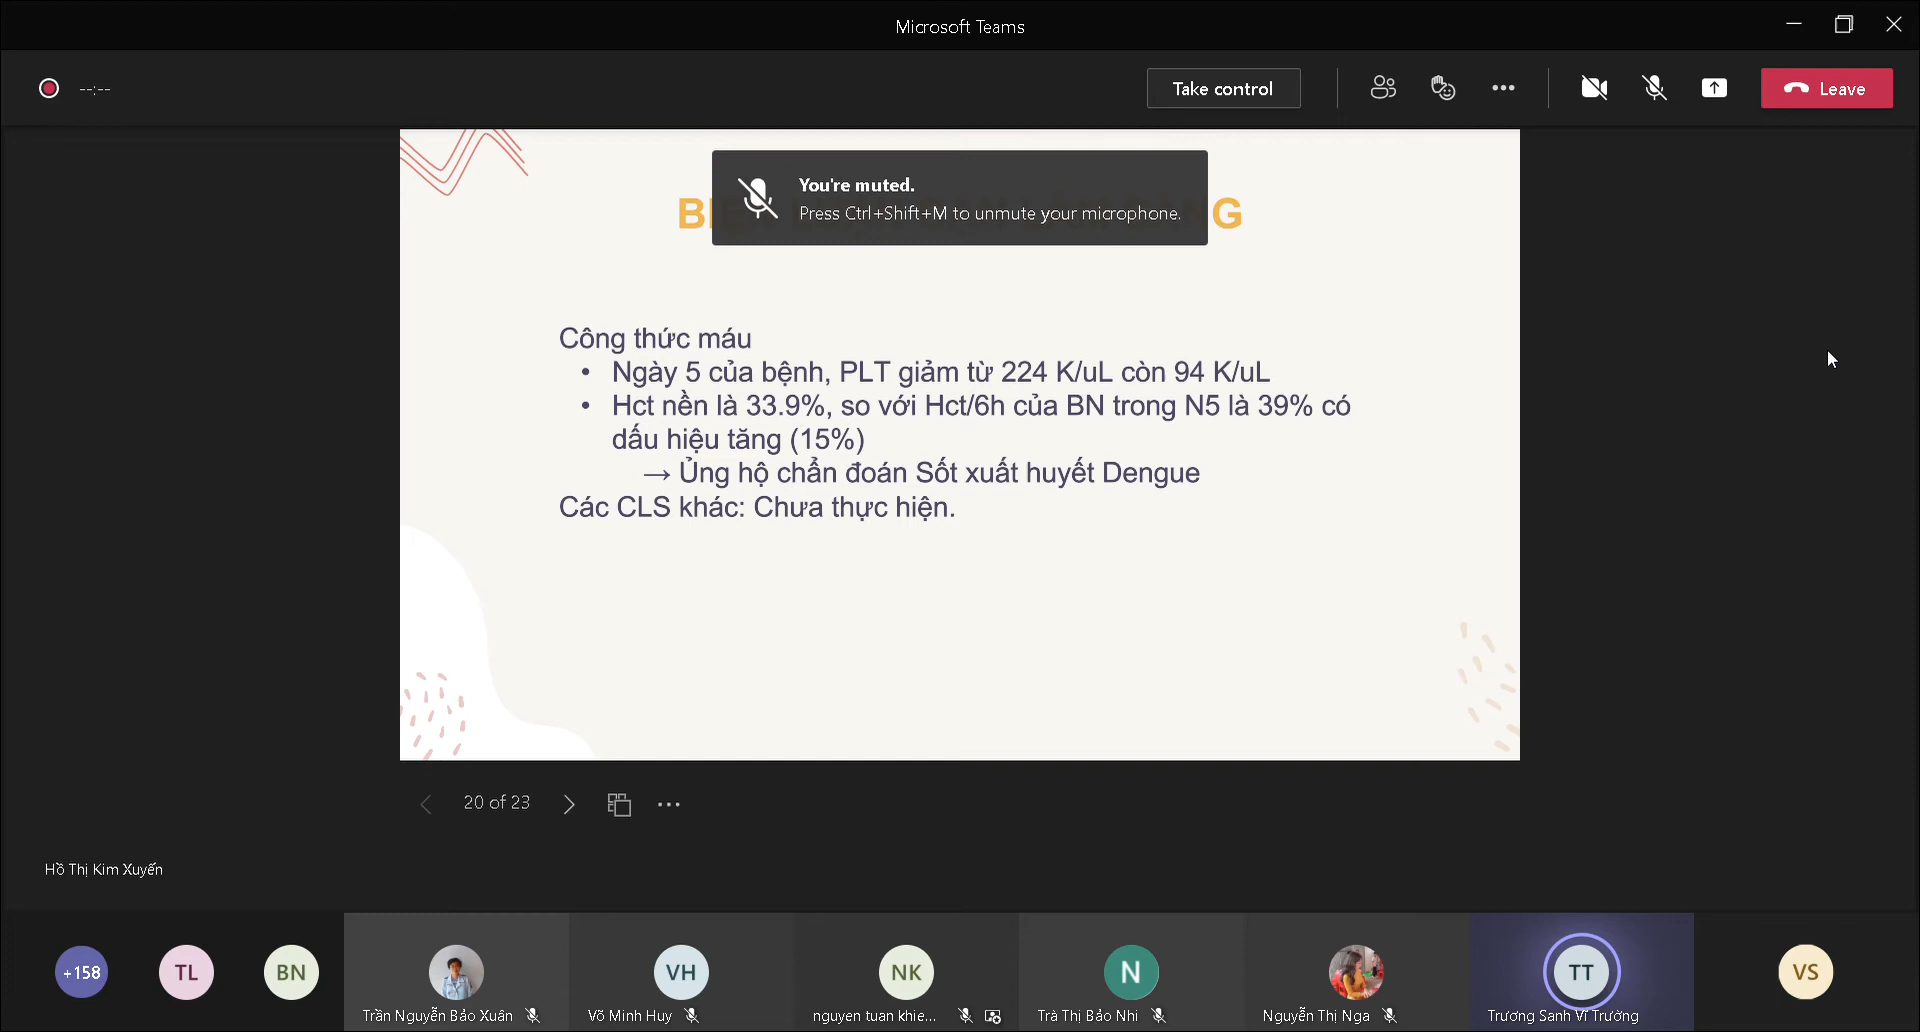 Microsoft Teams
--:--
Take control
Leave
You're muted.
Press Ctrl+Shift+M to unmute your microphone.
Công thức máu
• Ngày 5 của bệnh, PLT giảm từ 224 K/uL còn 94 K/uL
• Hct nền là 33.9%, so với Hct/6h của BN trong N5 là 39% có
dấu hiệu tăng (15%)
→ Ủng hộ chẩn đoán Sốt xuất huyết Dengue
Các CLS khác: Chưa thực hiện.
20 of 23
Hồ Thị Kim Xuyến
+158
TL
BN
VH
NK
N
TT
VS
Trần Nguyễn Bảo Xuân
Võ Minh Huy
nguyen tuan khie...
Trà Thị Bảo Nhi
Nguyễn Thị Nga
Trương Sanh Vĩ Trường